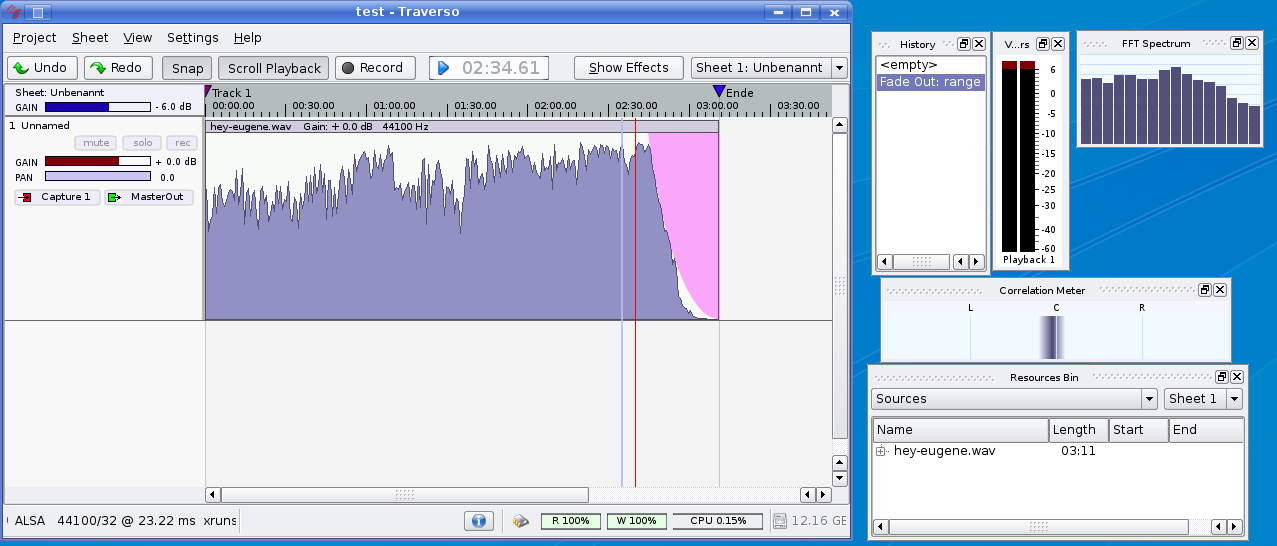 test - Traverso
Project Sheet View Settings Help
Undo Redo Snap Scroll Playback Record 02:34.61 Show Effects Sheet 1: Unbenannt
Sheet: Unbenannt
GAIN - 6.0 dB
Track 1 Ende
00:00.00 00:30.00 01:00.00 01:30.00 02:00.00 02:30.00 03:00.00 03:30.00
1 Unnamed
hey-eugene.wav Gain: + 0.0 dB 44100 Hz
mute solo rec
GAIN + 0.0 dB
PAN 0.0
Capture 1 MasterOut
ALSA 44100/32 @ 23.22 ms xruns
R 100% W 100% CPU 0.15% 12.16 GE
History
<empty>
Fade Out: range
V...rs
6
0
-5
-10
-15
-20
-25
-30
-40
-60
Playback 1
FFT Spectrum
Correlation Meter
L C R
Resources Bin
Sources Sheet 1
Name Length Start End
hey-eugene.wav 03:11